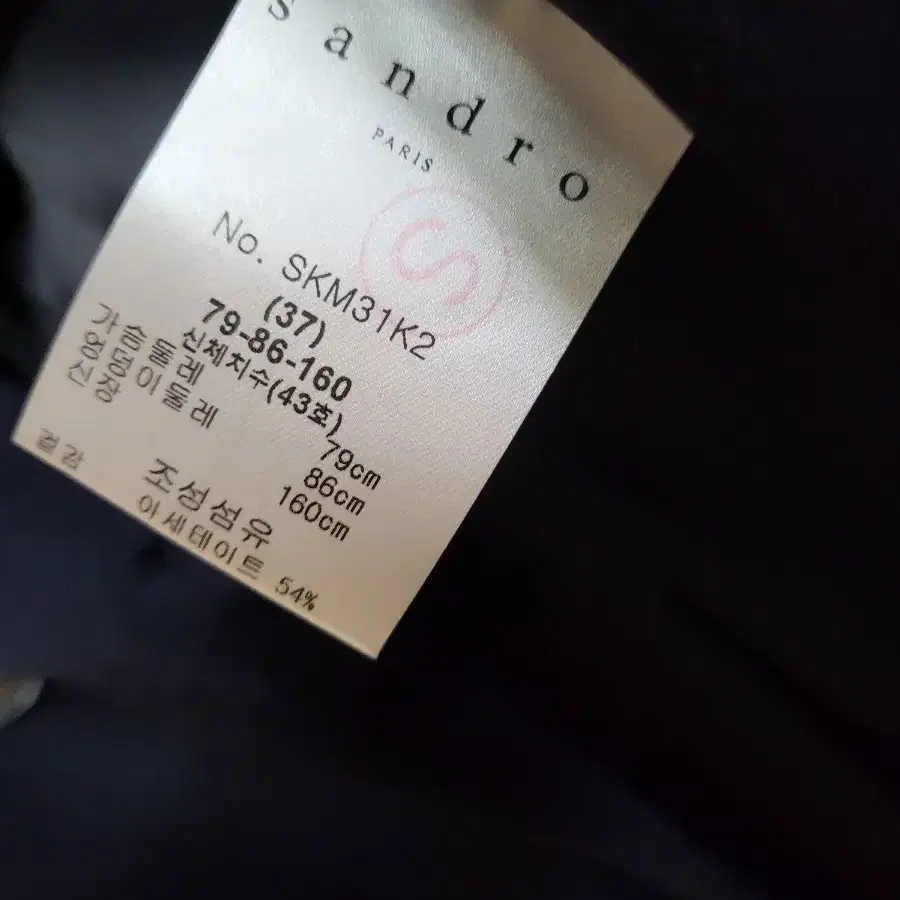 sandro
PARIS
S
No. SKM31K2
(37)
79-86-160
신체치수(43호)
가슴둘레 79cm
엉덩이둘레 86cm
신장 160cm
조성섬유
겉감 아세테이트 54%